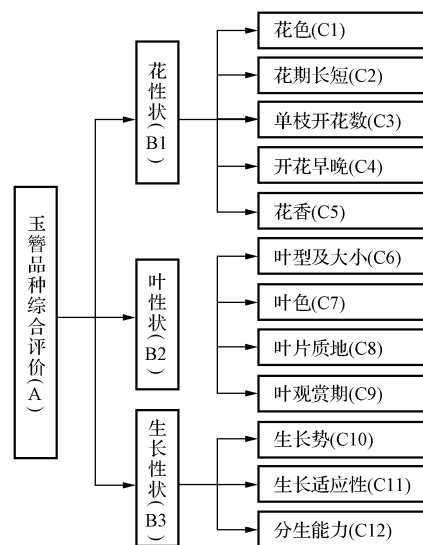 玉簪品种综合评价(A)
花性状(B1)
花色(C1)
花期长短(C2)
单枝开花数(C3)
开花早晚(C4)
花香(C5)
叶性状(B2)
叶型及大小(C6)
叶色(C7)
叶片质地(C8)
叶观赏期(C9)
生长性状(B3)
生长势(C10)
生长适应性(C11)
分生能力(C12)